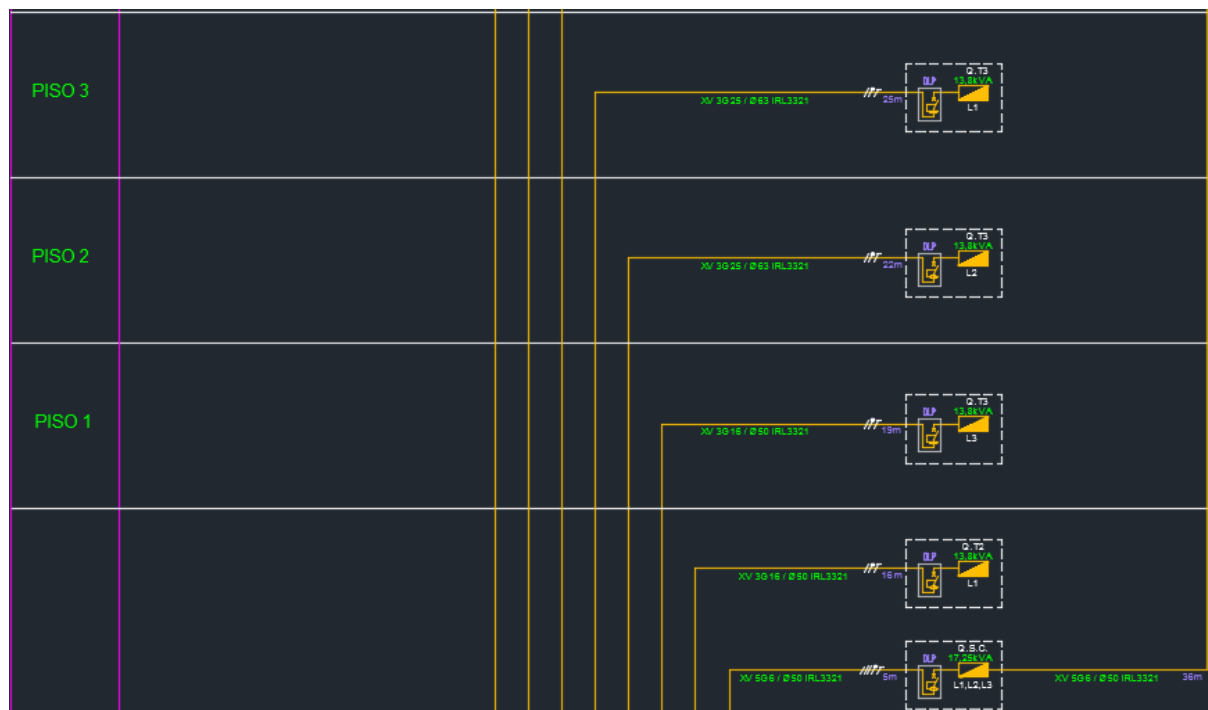 Q.T3
PISO 3
DLP
13,8kVA
XV 3G25 / Ø63 IRL3321
25m
L1
Q.T3
PISO 2
DLP
13,8kVA
XV 3G25 / Ø63 IRL3321
22m
L2
Q.T3
PISO 1
DLP
13,8kVA
XV 3G16 / Ø50 IRL3321
19m
L3
Q.T2
DLP
13,8kVA
XV 3G16 / Ø50 IRL3321
16m
L1
Q.S.C.
DLP
17,25kVA
XV 5G6 / Ø50 IRL3321
5m
L1,L2,L3
XV 5G6 / Ø50 IRL3321
36m